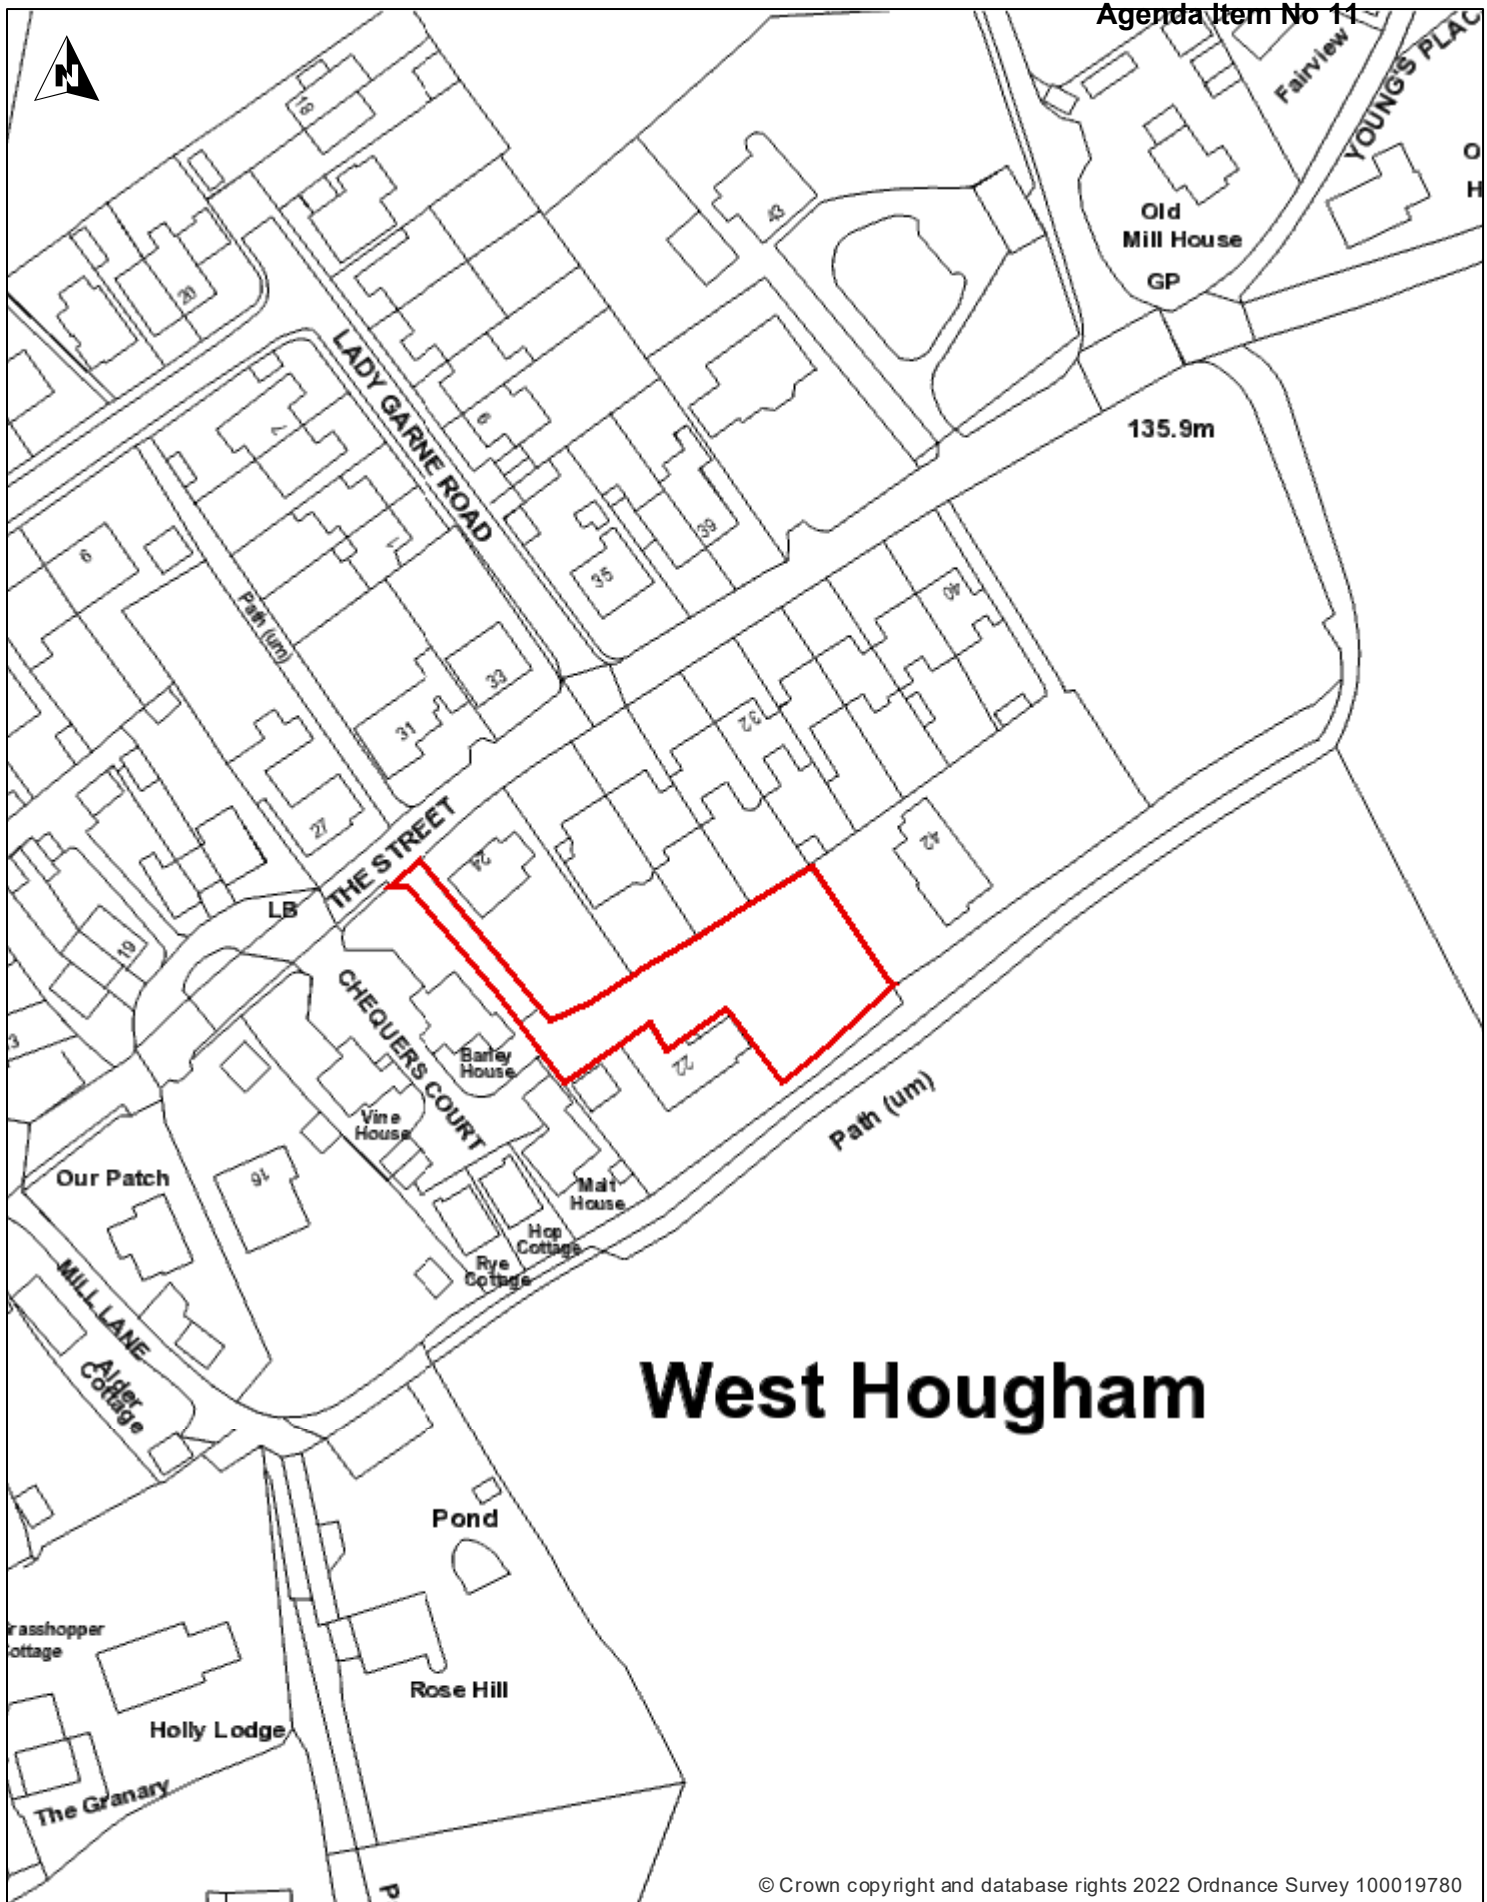 Agenda Item No 11
N
YOUNG'S PLAC
Fairview
18
O
H
43
Old
Mill House
GP
20
LADY GARNE ROAD
7
9
135.9m
39
1
6
35
40
Path (um)
33
31
32
THE STREET
27
24
42
LB
19
CHEQUERS COURT
3
Barley
House
22
Vine
House
Path (um)
Our Patch
16
Malt
House
Hop
Cottage
Rye
Cottage
MILL LANE
Alder
Cottage
West Hougham
Pond
rasshopper
ottage
Rose Hill
Holly Lodge
The Granary
P
© Crown copyright and database rights 2022 Ordnance Survey 100019780